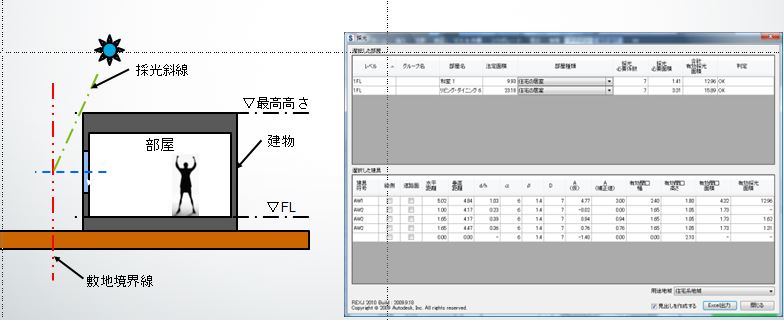 採光斜線
▽最高高さ
部屋
建物
▽FL
敷地境界線
採光
選択した部屋
レベル グループ名 部屋名 法定面積 部屋種類 採光必要係数 採光必要面積 合計有効採光面積 判定
1FL 和室 1 9.93 住宅の居室 7 1.41 12.96 OK
1FL リビング・ダイニング 6 23.18 住宅の居室 7 3.31 15.89 OK
選択した建具
建具符号 縁側 道路面 水平距離 垂直距離 d/h α β D A(仮) A(補正値) 有効開口幅 有効開口高さ 有効開口面積 有効採光面積
AW1 5.02 4.84 1.03 6 1.4 7 4.77 3.00 2.40 1.80 4.32 12.96
AW2 1.00 4.17 0.23 6 1.4 7 -0.02 0.00 1.65 1.05 1.73 -
AW2 1.65 4.17 0.39 6 1.4 7 0.94 0.94 1.65 1.05 1.73 1.62
AW2 1.65 4.47 0.36 6 1.4 7 0.76 0.76 1.65 1.05 1.73 1.31
0.00 0.00 - 6 1.4 7 -1.40 0.00 0.00 2.10 - -
用途地域 住宅系地域
REXJ 2010 Build : 2009.9.18
Copyright © 2009 Autodesk, Inc. All rights reserved.
見出しを作成する Excel出力 閉じる